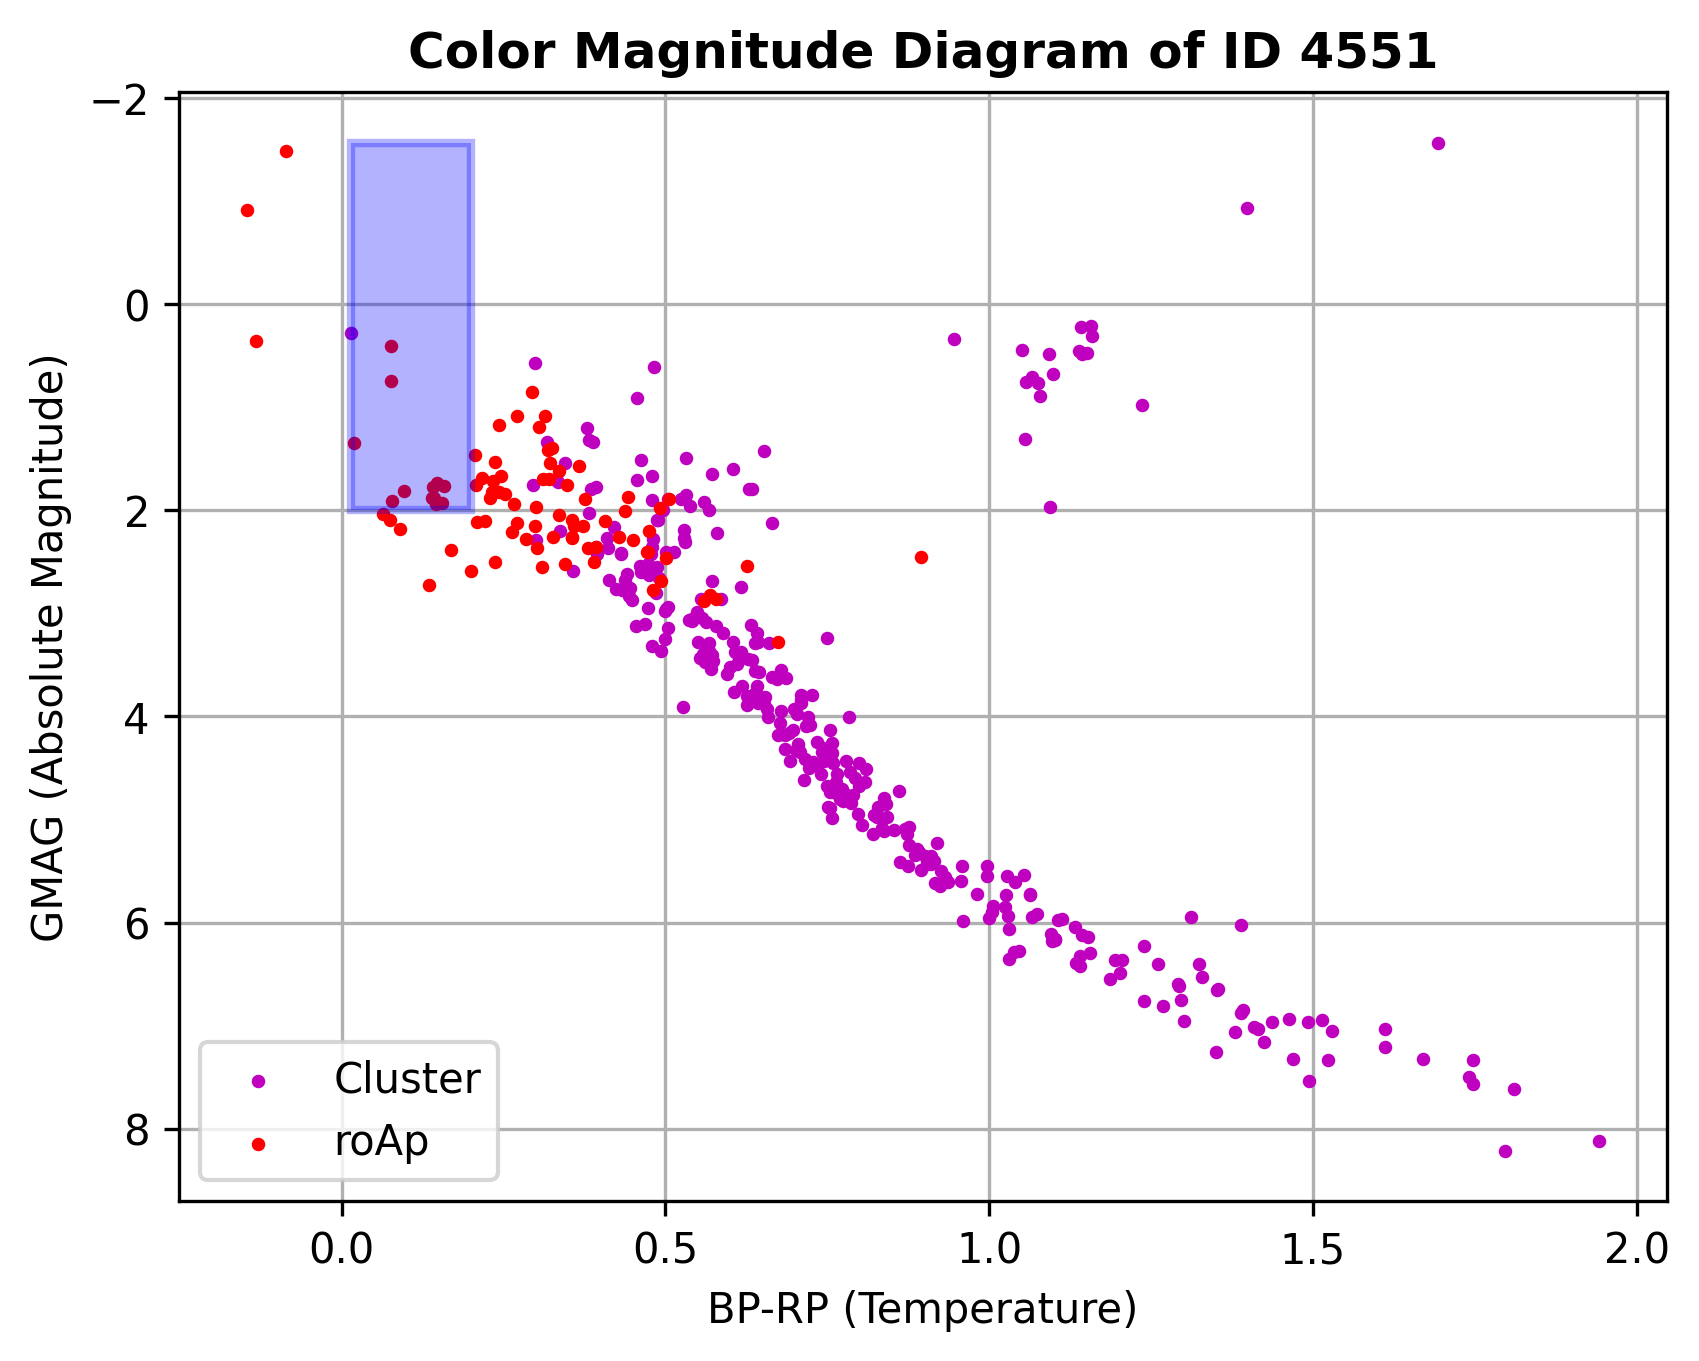 Color Magnitude Diagram of ID 4551
−2
0
2
4
6
8
GMAG (Absolute Magnitude)
Cluster
roAp
0.0 0.5 1.0 1.5 2.0
BP-RP (Temperature)